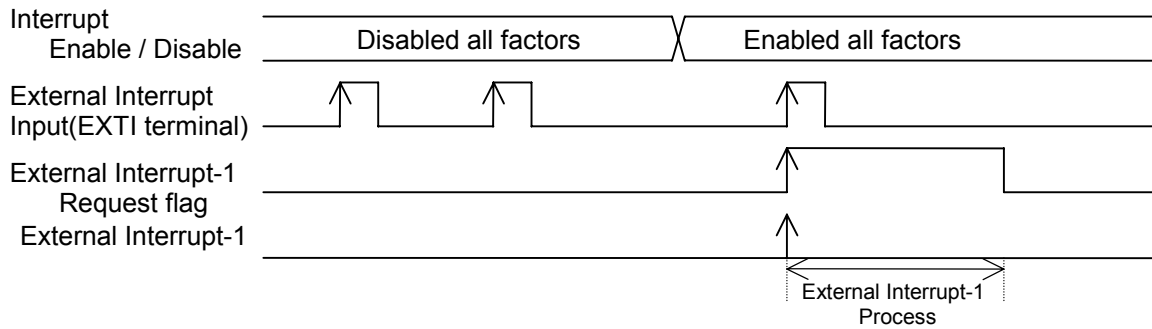 Interrupt
Enable / Disable
Disabled all factors
Enabled all factors
External Interrupt
Input(EXTI terminal)
External Interrupt-1
Request flag
External Interrupt-1
External Interrupt-1
Process